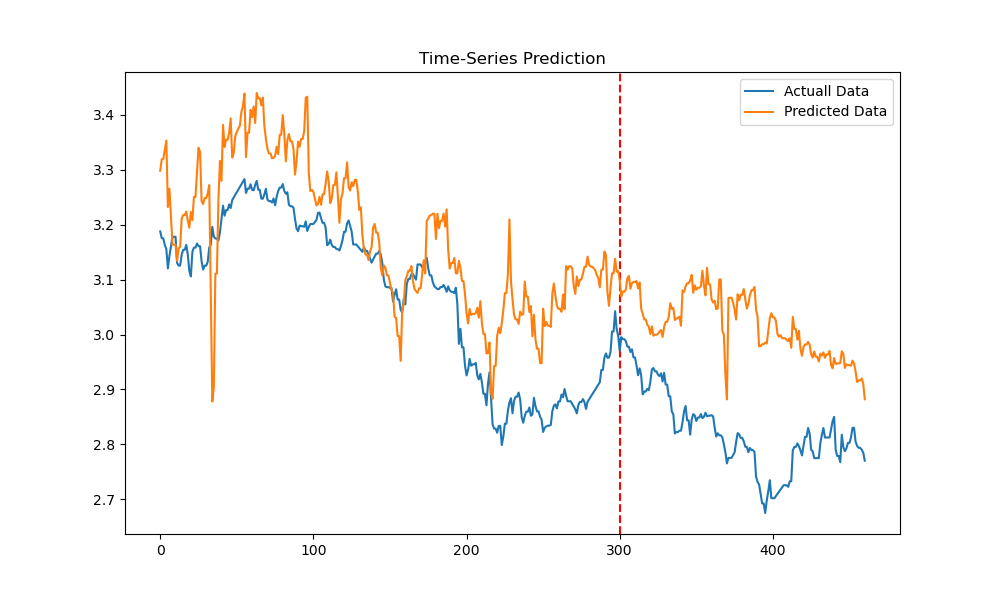 Time-Series Prediction
Actuall Data
Predicted Data
3.4
3.3
3.2
3.1
3.0
2.9
2.8
2.7
0 100 200 300 400